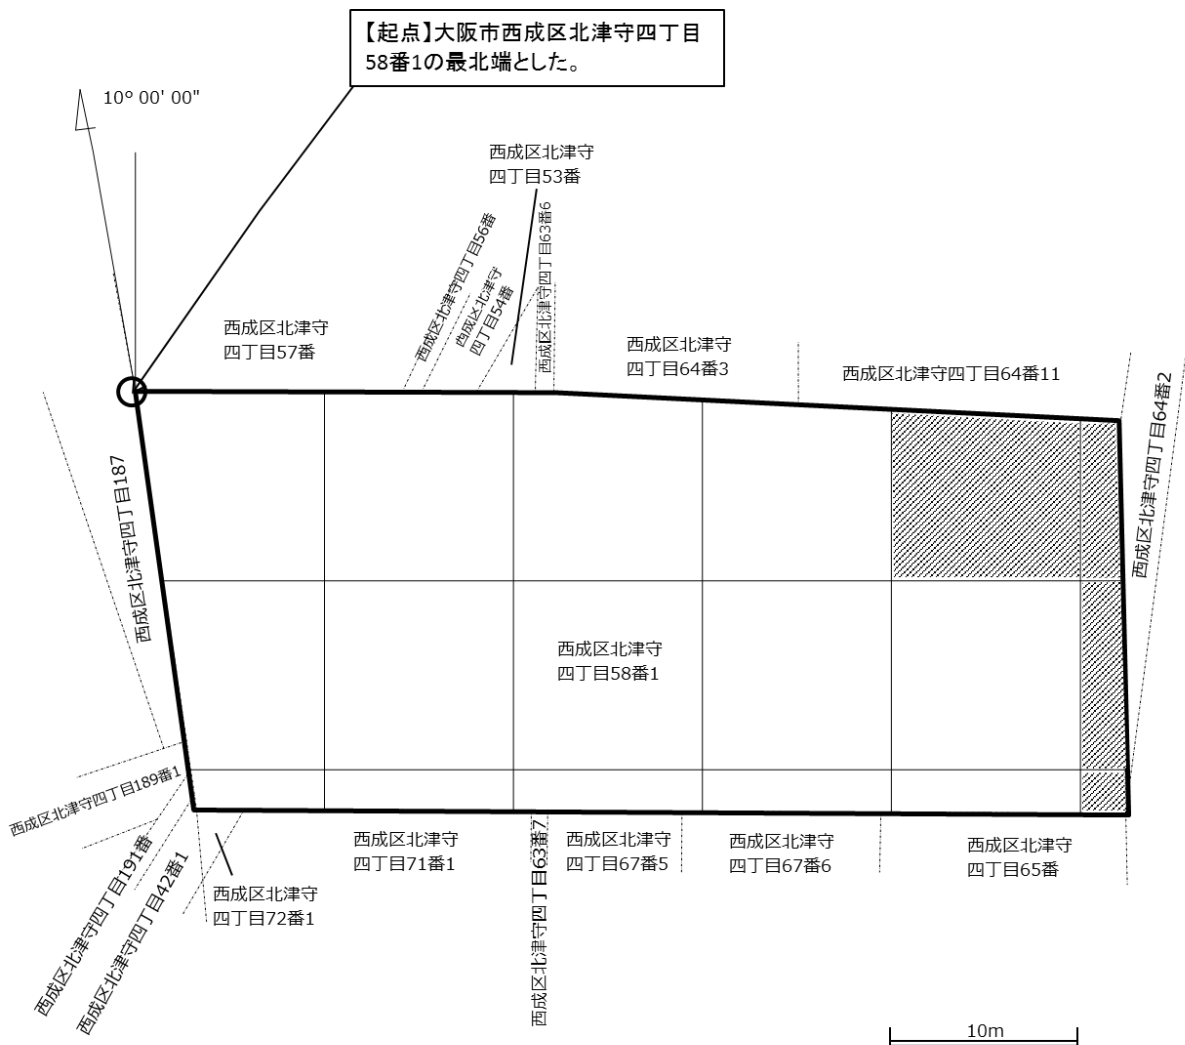 【起点】大阪市西成区北津守四丁目
58番1の最北端とした。
10° 00' 00"
西成区北津守
四丁目53番
西成区北津守四丁目56番
西成区北津守
四丁目54番
西成区北津守四丁目63番6
西成区北津守
四丁目57番
西成区北津守
四丁目64番3
西成区北津守四丁目64番11
西成区北津守四丁目64番2
西成区北津守四丁目187
西成区北津守
四丁目58番1
西成区北津守四丁目189番1
西成区北津守四丁目191番
西成区北津守四丁目42番1
西成区北津守
四丁目72番1
西成区北津守
四丁目71番1
西成区北津守四丁目63番7
西成区北津守
四丁目67番5
西成区北津守
四丁目67番6
西成区北津守
四丁目65番
10m